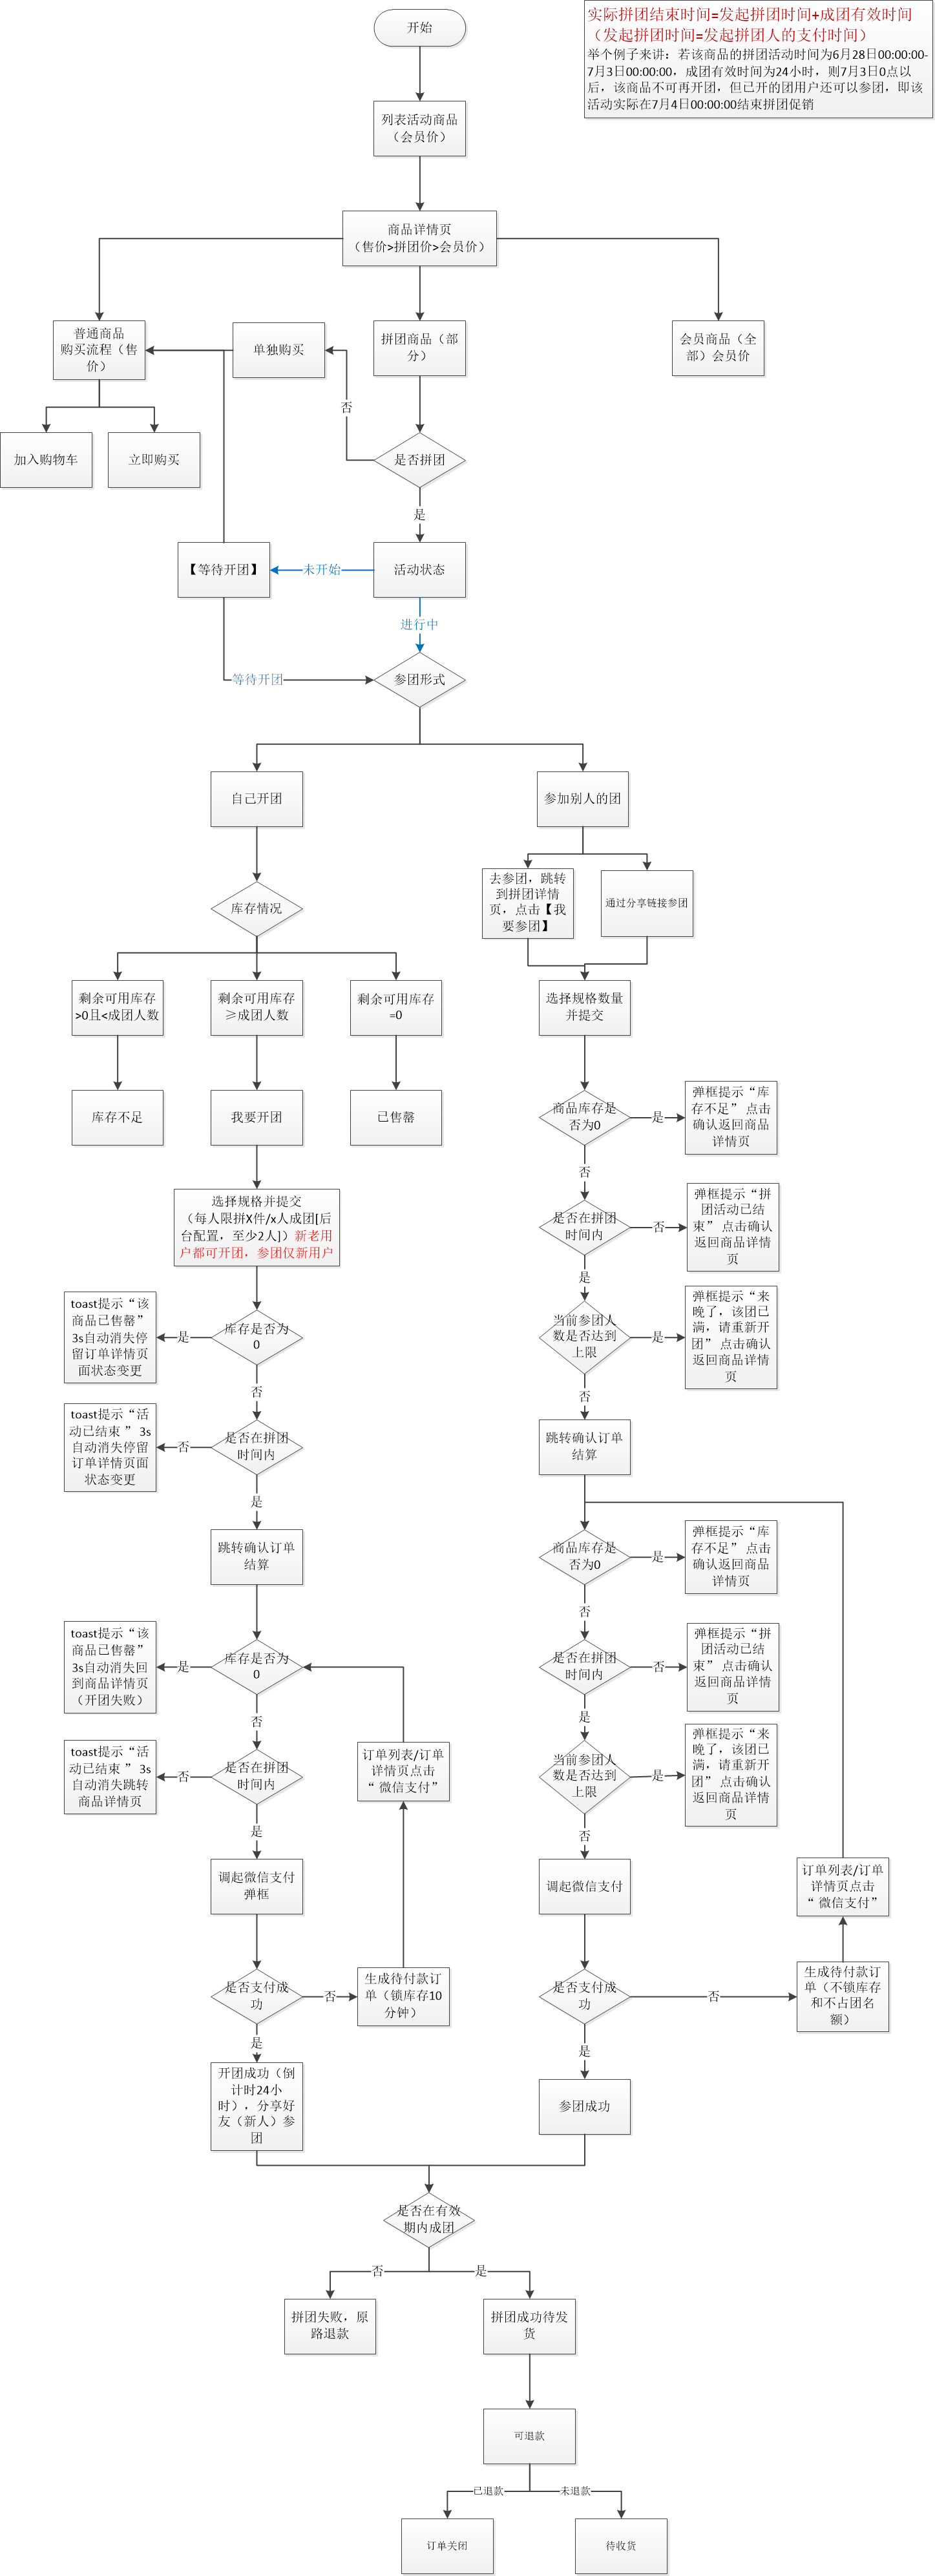 开始
实际拼团结束时间=发起拼团时间+成团有效时间
（发起拼团时间=发起拼团人的支付时间）
举个例子来讲：若该商品的拼团活动时间为6月28日00:00:00-
7月3日00:00:00，成团有效时间为24小时，则7月3日0点以
后，该商品不可再开团，但已开的团用户还可以参团，即该
活动实际在7月4日00:00:00结束拼团促销
列表活动商品
（会员价）
商品详情页
（售价>拼团价>会员价）
普通商品
购买流程（售
价）
单独购买
拼团商品（部
分）
会员商品（全
部）会员价
否
加入购物车
立即购买
是否拼团
是
【等待开团】
未开始
活动状态
进行中
等待开团
参团形式
自己开团
参加别人的团
库存情况
去参团，跳转
到拼团详情
页，点击【我
要参团】
通过分享链接参团
剩余可用库存
>0且<成团人数
剩余可用库存
≥成团人数
剩余可用库存
=0
选择规格数量
并提交
库存不足
我要开团
已售罄
商品库存是
否为0
是
弹框提示“库
存不足” 点击
确认返回商品
详情页
否
选择规格并提交
（每人限拼X件/x人成团[后
台配置，至少2人]）新老用
户都可开团，参团仅新用户
是否在拼团
时间内
否
弹框提示“拼
团活动已结
束” 点击确认
返回商品详情
页
是
toast提示“该
商品已售罄”
3s自动消失停
留订单详情页
面状态变更
是
库存是否为
0
当前参团人
数是否达到
上限
是
弹框提示“来
晚了，该团已
满，请重新开
团” 点击确认
返回商品详情
页
否
否
toast提示“活
动已结束 ” 3s
自动消失停留
订单详情页面
状态变更
否
是否在拼团
时间内
跳转确认订单
结算
是
跳转确认订单
结算
商品库存是
否为0
是
弹框提示“库
存不足” 点击
确认返回商品
详情页
否
toast提示“该
商品已售罄”
3s自动消失回
到商品详情页
（开团失败）
是
库存是否为
0
是否在拼团
时间内
否
弹框提示“拼
团活动已结
束” 点击确认
返回商品详情
页
否
是
toast提示“活
动已结束 ” 3s
自动消失跳转
商品详情页
否
是否在拼团
时间内
订单列表/订单
详情页点击
“ 微信支付”
当前参团人
数是否达到
上限
是
弹框提示“来
晚了，该团已
满，请重新开
团” 点击确认
返回商品详情
页
是
否
调起微信支付
弹框
调起微信支付
订单列表/订单
详情页点击
“ 微信支付”
是否支付成
功
否
生成待付款订
单（锁库存10
分钟）
是否支付成
功
否
生成待付款订
单（不锁库存
和不占团名
额）
是
是
开团成功（倒
计时24小
时），分享好
友（新人）参
团
参团成功
是否在有效
期内成团
否
是
拼团失败，原
路退款
拼团成功待发
货
可退款
已退款
未退款
订单关闭
待收货